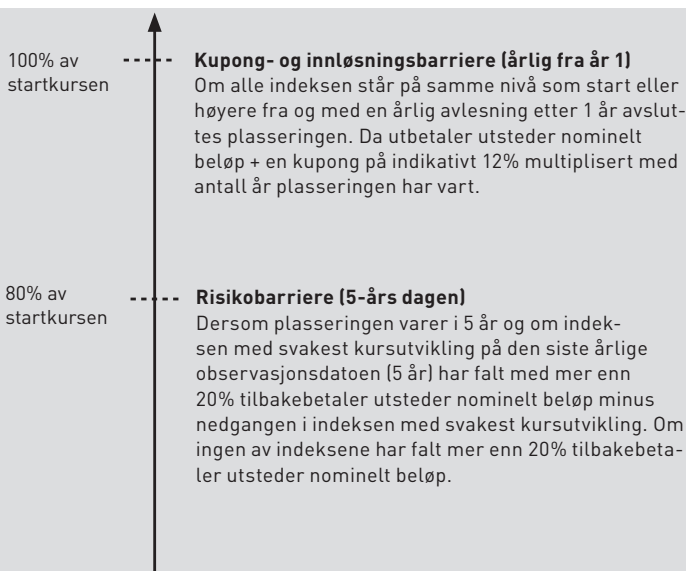 100% av
startkursen
Kupong- og innløsningsbarriere (årlig fra år 1)
Om alle indeksen står på samme nivå som start eller
høyere fra og med en årlig avlesning etter 1 år avslut-
tes plasseringen. Da utbetaler utsteder nominelt
beløp + en kupong på indikativt 12% multiplisert med
antall år plasseringen har vart.
80% av
startkursen
Risikobarriere (5-års dagen)
Dersom plasseringen varer i 5 år og om indek-
sen med svakest kursutvikling på den siste årlige
observasjonsdatoen (5 år) har falt med mer enn
20% tilbakebetaler utsteder nominelt beløp minus
nedgangen i indeksen med svakest kursutvikling. Om
ingen av indeksene har falt mer enn 20% tilbakebeta-
ler utsteder nominelt beløp.